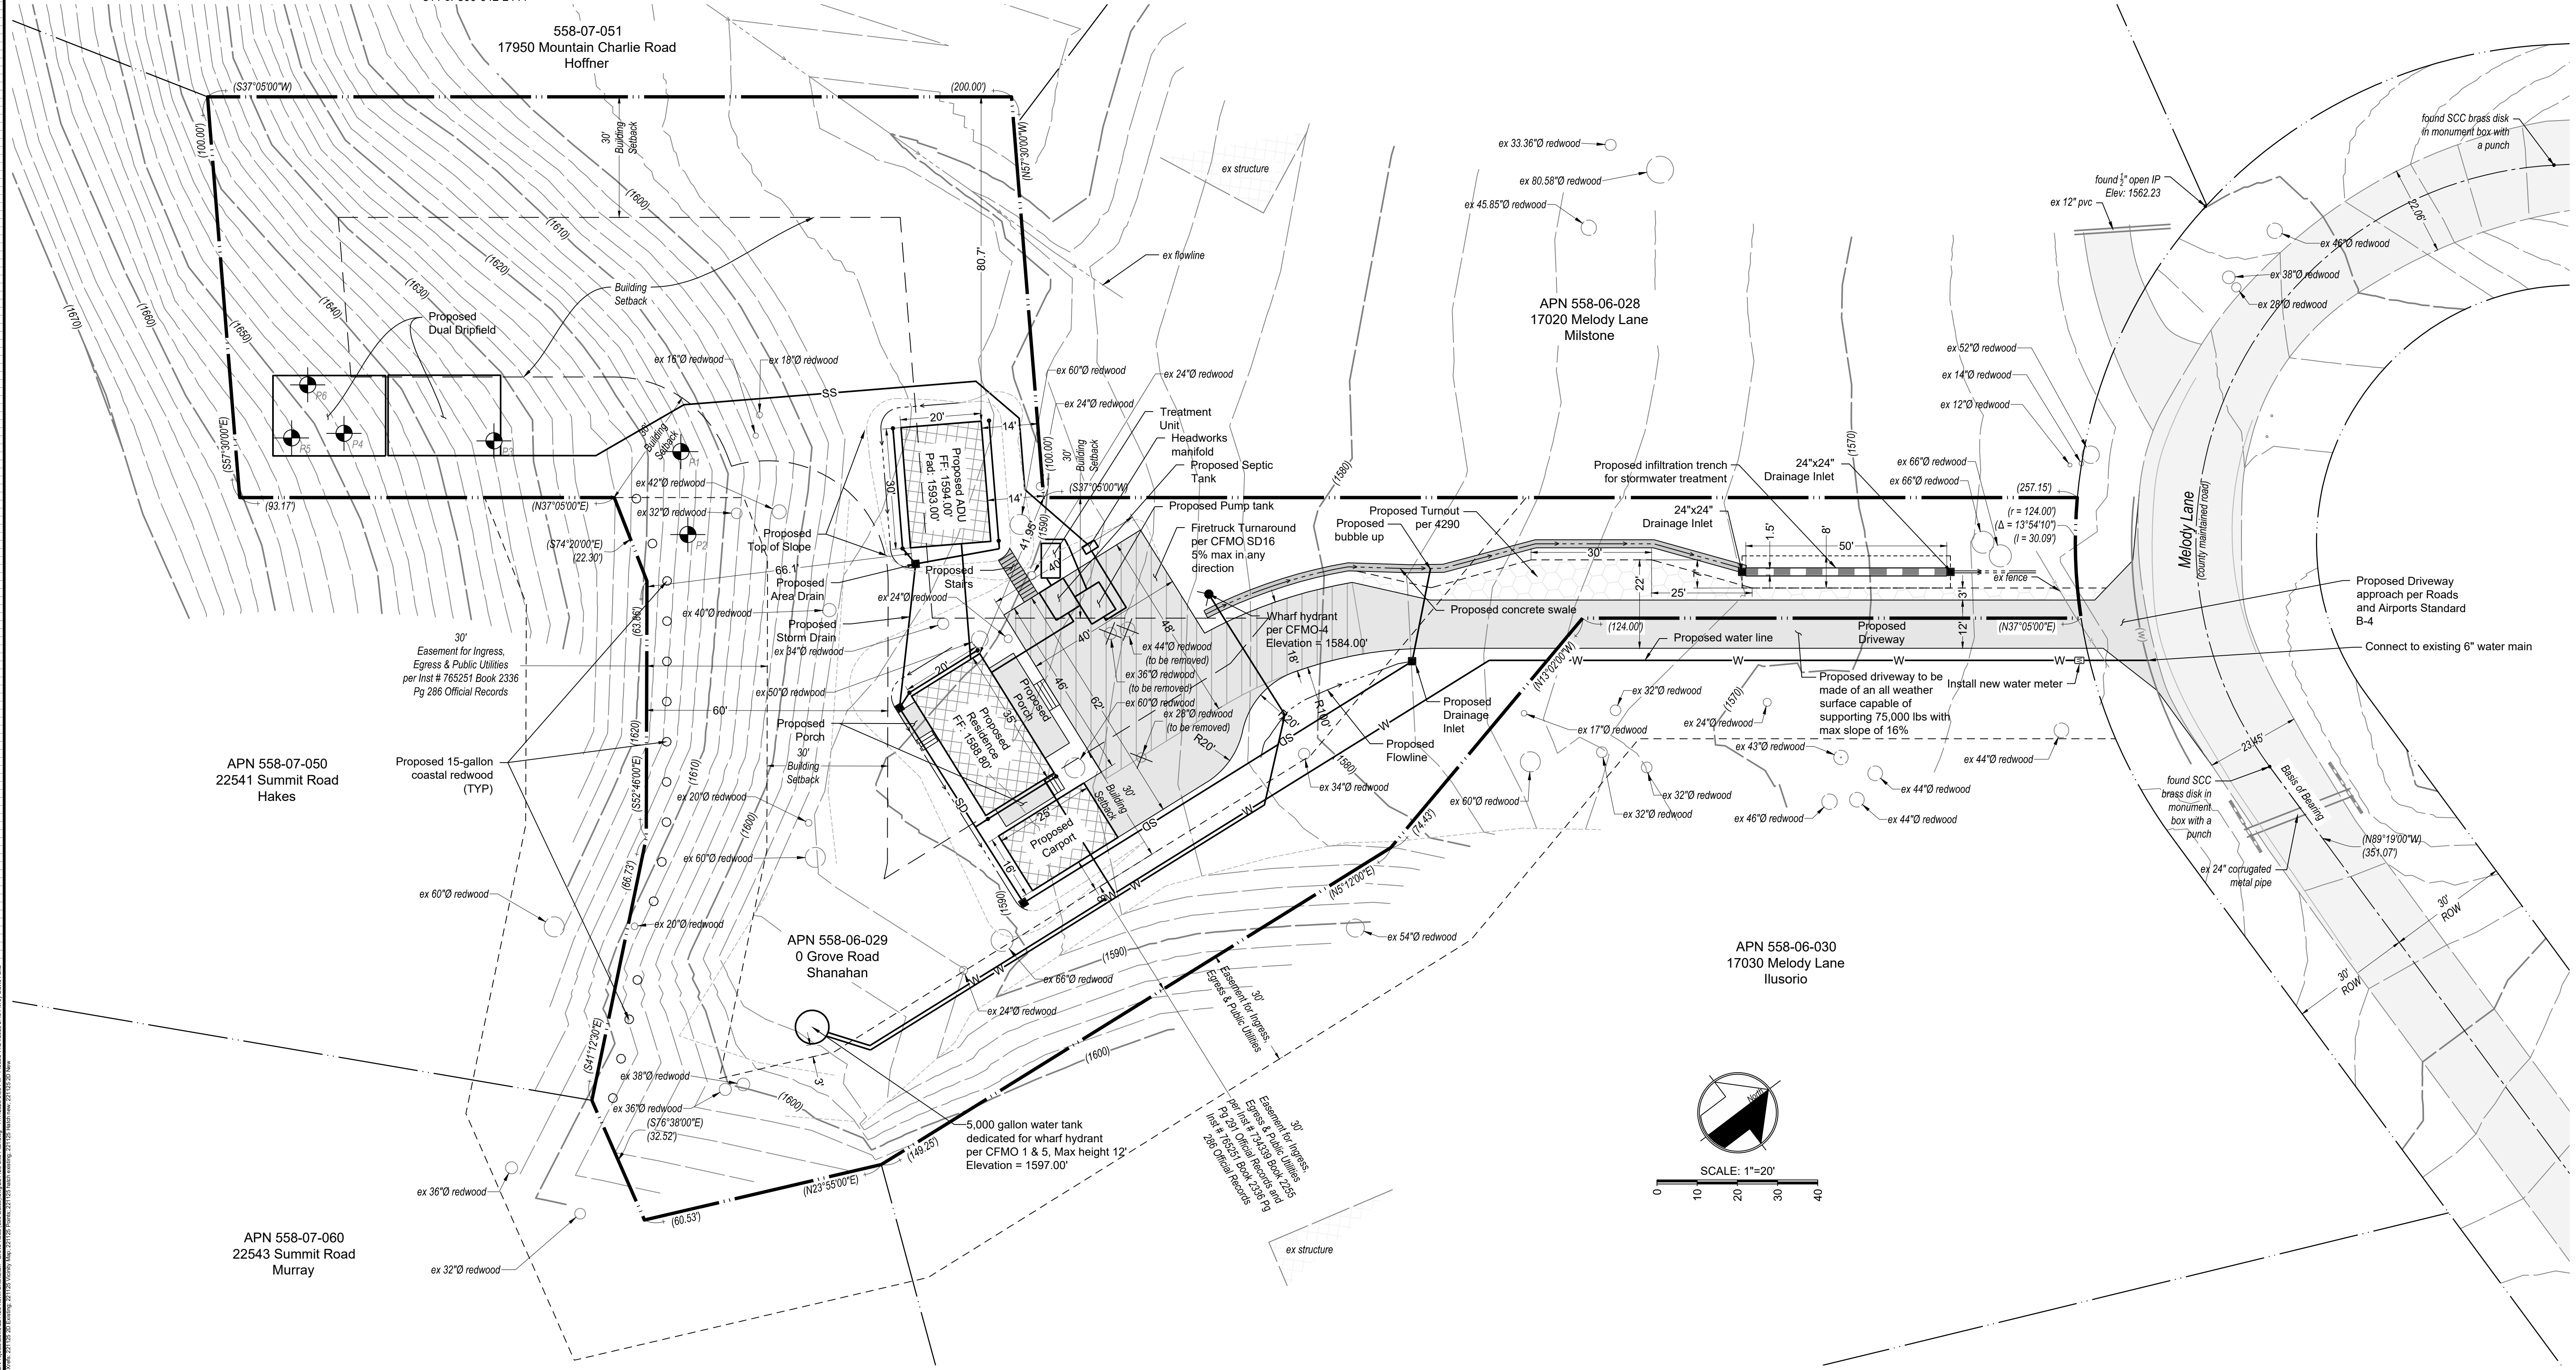 558-07-051
17950 Mountain Charlie Road
Hoffner
(S37°05'00"W)
(200.00')
(100.00')
30'
Building
Setback
(N57°30'00"W)
80.7'
ex structure
ex flowline
ex 33.36"Ø redwood
ex 80.58"Ø redwood
ex 45.85"Ø redwood
APN 558-06-028
17020 Melody Lane
Milstone
found SCC brass disk
in monument box with
a punch
found ½" open IP
Elev: 1562.23
ex 12" pvc
22.06'
ex 46"Ø redwood
ex 38"Ø redwood
ex 28"Ø redwood
(1600)
(1610)
(1620)
(1630)
(1640)
(1650)
(1660)
(1670)
Building
Setback
Proposed
Dual Dripfield
P6
P5
P4
P3
P1
P2
ex 16"Ø redwood
ex 18"Ø redwood
SS
30'
Building
Setback
(S57°30'00"E)
(93.17')
(N37°05'00"E)
(S74°20'00"E)
(22.30')
ex 42"Ø redwood
ex 32"Ø redwood
20'
14'
30'
14'
Proposed ADU
FF: 1594.00'
Pad: 1593.00'
ex 60"Ø redwood
ex 24"Ø redwood
ex 24"Ø redwood
(100.00')
30'
Building
Setback
(S37°05'00"W)
41.95'
(1590)
Treatment
Unit
Headworks
manifold
Proposed Septic
Tank
Proposed Pump tank
Firetruck Turnaround
per CFMO SD16
5% max in any
direction
Proposed
Top of Slope
66.1'
Proposed
Area Drain
Proposed
Stairs
ex 24"Ø redwood
ex 40"Ø redwood
Proposed
Storm Drain
ex 34"Ø redwood
ex 50"Ø redwood
40'
40'
48'
46'
62'
ex 44"Ø redwood
(to be removed)
ex 36"Ø redwood
(to be removed)
ex 60"Ø redwood
ex 28"Ø redwood
(to be removed)
Wharf hydrant
per CFMO-4
Elevation = 1584.00'
18'
R100'
R20'
R20'
(1580)
(1580)
Proposed
bubble up
Proposed Turnout
per 4290
Proposed infiltration trench
for stormwater treatment
24"x24"
Drainage Inlet
24"x24"
Drainage Inlet
(1570)
1.5'
8'
50'
30'
22'
25'
3'
12'
Proposed concrete swale
(124.00')
Proposed water line
Proposed
Driveway
(N37°05'00"E)
ex 52"Ø redwood
ex 14"Ø redwood
ex 12"Ø redwood
ex 66"Ø redwood
ex 66"Ø redwood
(257.15')
(r = 124.00')
(Δ = 13°54'10")
(l = 30.09')
ex fence
Melody Lane
(county maintained road)
(w)
Proposed Driveway
approach per Roads
and Airports Standard
B-4
Connect to existing 6" water main
W
W
W
W
Install new water meter
Proposed driveway to be
made of an all weather
surface capable of
supporting 75,000 lbs with
max slope of 16%
(N13°02'00"W)
ex 32"Ø redwood
ex 17"Ø redwood
ex 24"Ø redwood
(1570)
ex 43"Ø redwood
ex 44"Ø redwood
ex 44"Ø redwood
ex 32"Ø redwood
ex 32"Ø redwood
ex 46"Ø redwood
ex 44"Ø redwood
ex 60"Ø redwood
ex 34"Ø redwood
Proposed
Drainage
Inlet
Proposed
Flowline
SD
W
SD
W
(74.43')
23.45'
found SCC
brass disk in
monument
box with a
punch
Basis of Bearing
(N89°19'00"W)
(351.07')
ex 24" corrugated
metal pipe
30'
ROW
30'
ROW
30'
Easement for Ingress,
Egress & Public Utilities
per Inst # 765251 Book 2336
Pg 286 Official Records
(63.86')
60'
(1620)
(S52°46'00"E)
(1610)
(1600)
Proposed
Porch
30'
Building
Setback
20'
35'
Proposed
Residence
FF: 1588.80'
Proposed
Porch
25'
Proposed
Carport
16'
SD
30'
Building
Setback
8'
W
W
APN 558-07-050
22541 Summit Road
Hakes
Proposed 15-gallon
coastal redwood
(TYP)
ex 20"Ø redwood
ex 60"Ø redwood
(66.73')
ex 60"Ø redwood
ex 20"Ø redwood
(1590)
APN 558-06-029
0 Grove Road
Shanahan
W
W
ex 66"Ø redwood
ex 24"Ø redwood
(1590)
(N5°12'00"E)
ex 54"Ø redwood
30'
Easement for Ingress,
Egress & Public Utilities
APN 558-06-030
17030 Melody Lane
Ilusorio
(S41°12'30"E)
ex 38"Ø redwood
ex 36"Ø redwood
(S76°38'00"E)
(32.52')
3'
(1600)
(1600)
5,000 gallon water tank
dedicated for wharf hydrant
per CFMO 1 & 5, Max height 12'
Elevation = 1597.00'
(149.25')
(N23°55'00"E)
(60.53')
30'
Easement for Ingress,
Egress & Public Utilities
per Inst # 734339 Book 2255
Pg 291 Official Records and
Inst # 765251 Book 2336 Pg
286 Official Records
ex structure
ex 36"Ø redwood
ex 32"Ø redwood
APN 558-07-060
22543 Summit Road
Murray
North
SCALE: 1"=20'
0
10
20
30
40